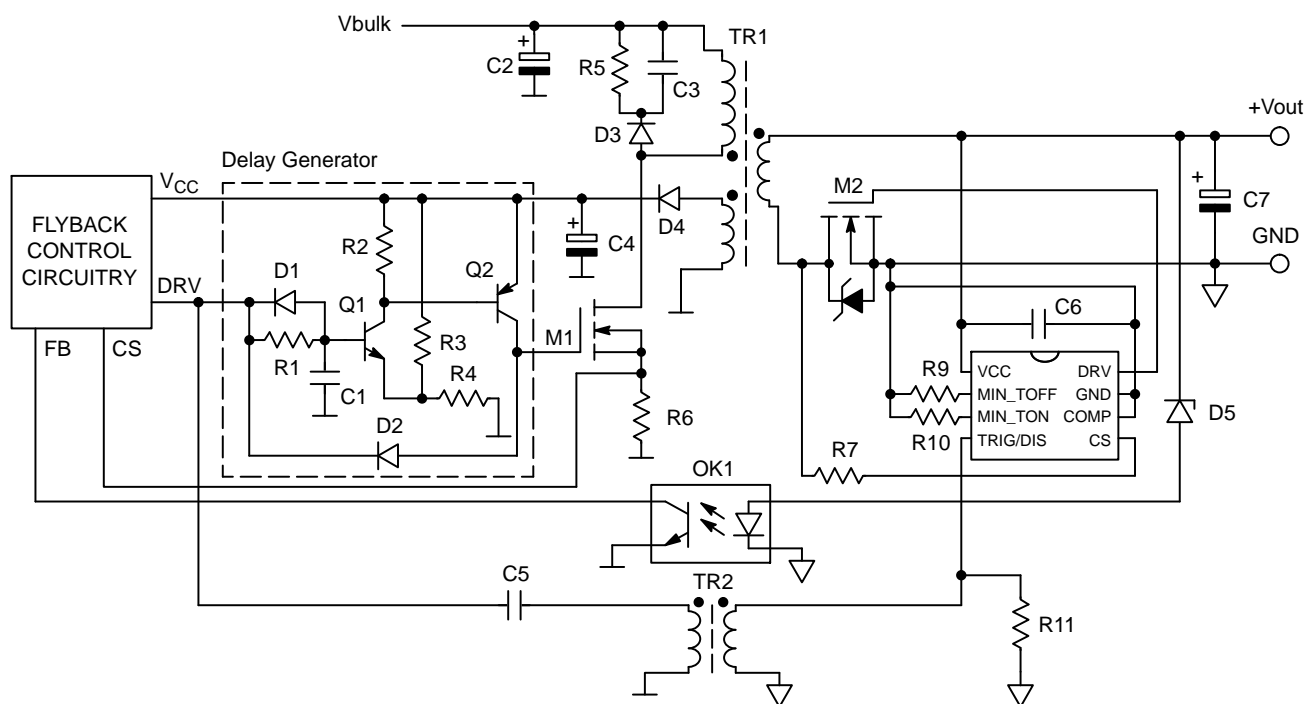 Vbulk
TR1
+
C2
R5
C3
+Vout
D3
Delay Generator
M2
+
C7
VCC
D4
GND
FLYBACK
CONTROL
CIRCUITRY
R2
+
C4
Q2
D1
DRV
Q1
C6
M1
R3
FB
CS
R1
R4
C1
R9
VCC
DRV
MIN_TOFF
GND
MIN_TON
COMP
TRIG/DIS
CS
D5
R6
D2
R10
R7
OK1
C5
TR2
R11